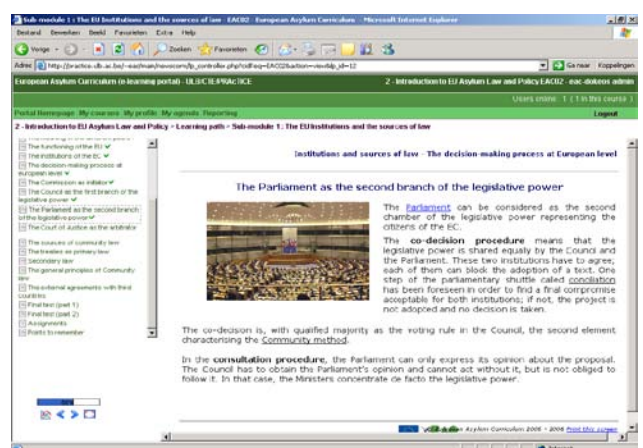 Sub-module 1 : The EU Institutions and the sources of law - EAC02 - European Asylum Curriculum - Microsoft Internet Explorer
Bestand Bewerken Beeld Favorieten Extra Help
Vorige Zoeken Favorieten
Adres Ga naar Koppelingen
European Asylum Curriculum (e-learning portal) - ULB/CTE/PRAcTICE 2 - Introduction to EU Asylum Law and Policy EAC02 - eac-dokeos admin
Users online: 1 ( 1 in this course )
Portal Homepage My courses My profile My agenda Reporting Logout
2 - Introduction to EU Asylum Law and Policy > Learning path > Sub-module 1 : The EU Institutions and the sources of law
The functioning of the EU
The institutions of the EC
The decision-making process at
european level
The Commission as initiator
The Council as the first branch of the
legislative power
The Parliament as the second branch
of the legislative power
The Court of Justice as the arbitrator
The sources of community law
The treaties as primary law
Secondery law
The general principles of Community
law
The external agreements with third
countries
Final test (part 1)
Final test (part 2)
Assignments
Points to remember
Institutions and sources of law - The decision-making process at European level
The Parliament as the second branch of the legislative power
The Parliament can be considered as the second
chamber of the legislative power representing the
citizens of the EC.
The co-decision procedure means that the
legislative power is shared equally by the Council and
the Parliament. These two institutions have to agree;
each of them can block the adoption of a text. One
step of the parliamentary shuttle called conciliation
has been foreseen in order to find a final compromise
acceptable for both institutions; if not, the project is
not adopted and no decision is taken.
The co-decision is, with qualified majority as the voting rule in the Council, the second element
characterising the Community method.
In the consultation procedure, the Parliament can only express its opinion about the proposal.
The Council has to obtain the Parliament's opinion and cannot act without it, but is not obliged to
follow it. In that case, the Ministers concentrate de facto the legislative power.
Asylum Curriculum 2005 - 2006 Print this screen
Internet